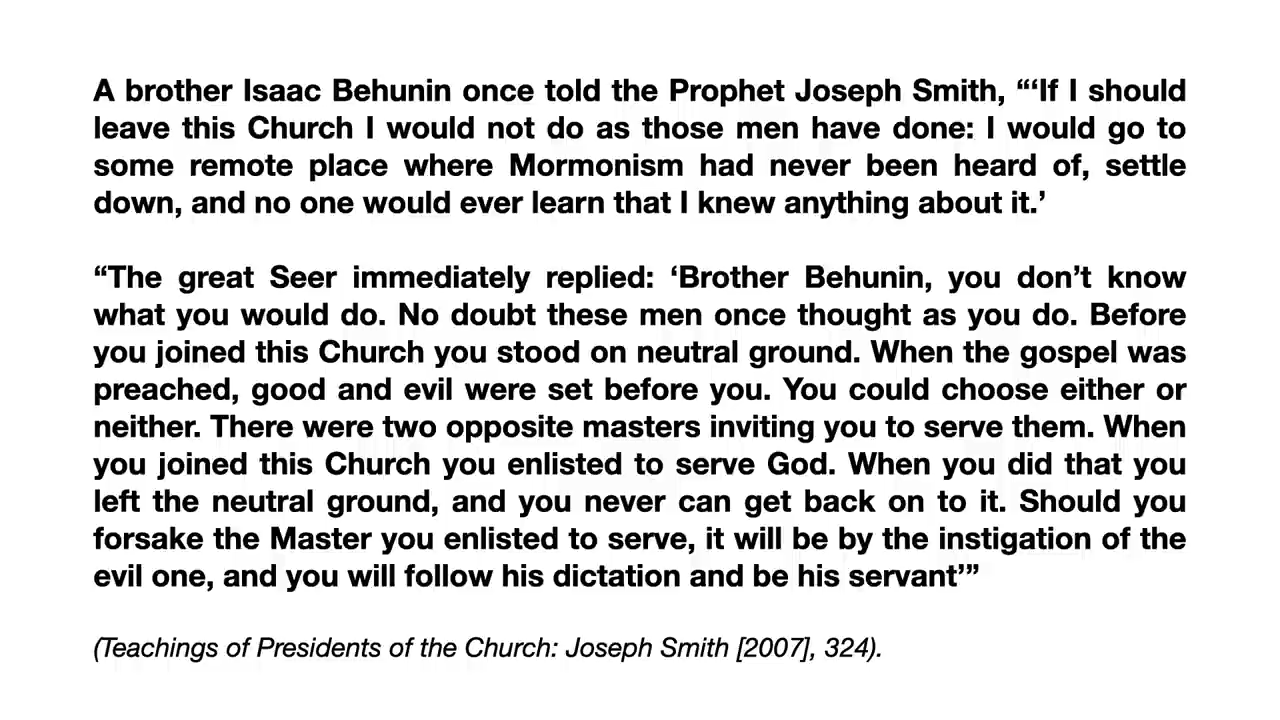 A brother Isaac Behunin once told the Prophet Joseph Smith, “‘If I should
leave this Church I would not do as those men have done: I would go to
some remote place where Mormonism had never been heard of, settle
down, and no one would ever learn that I knew anything about it.’
“The great Seer immediately replied: ‘Brother Behunin, you don’t know
what you would do. No doubt these men once thought as you do. Before
you joined this Church you stood on neutral ground. When the gospel was
preached, good and evil were set before you. You could choose either or
neither. There were two opposite masters inviting you to serve them. When
you joined this Church you enlisted to serve God. When you did that you
left the neutral ground, and you never can get back on to it. Should you
forsake the Master you enlisted to serve, it will be by the instigation of the
evil one, and you will follow his dictation and be his servant’”
(Teachings of Presidents of the Church: Joseph Smith [2007], 324).